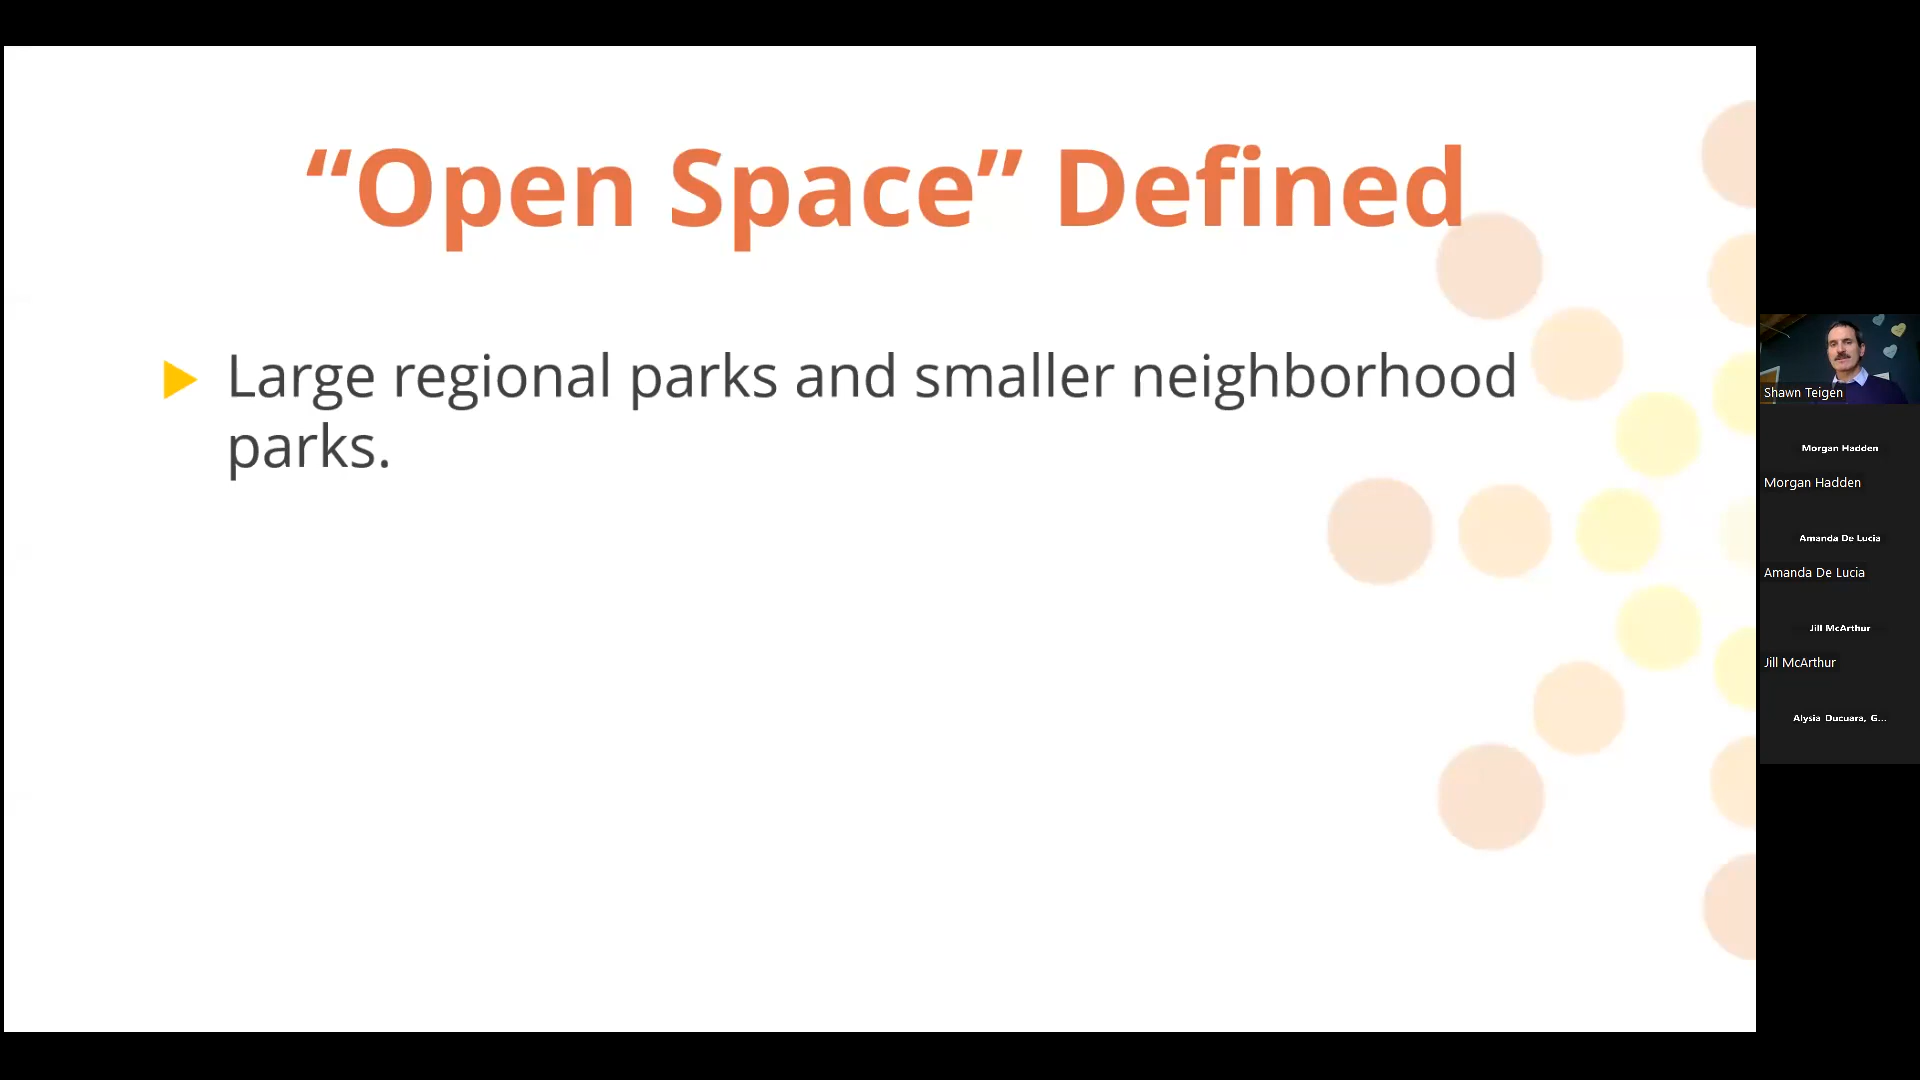 “Open Space” Defined
Large regional parks and smaller neighborhood
parks.
Shawn Teigen
Morgan Hadden
Morgan Hadden
Amanda De Lucia
Amanda De Lucia
Jill McArthur
Jill McArthur
Alysia Ducuara, G...